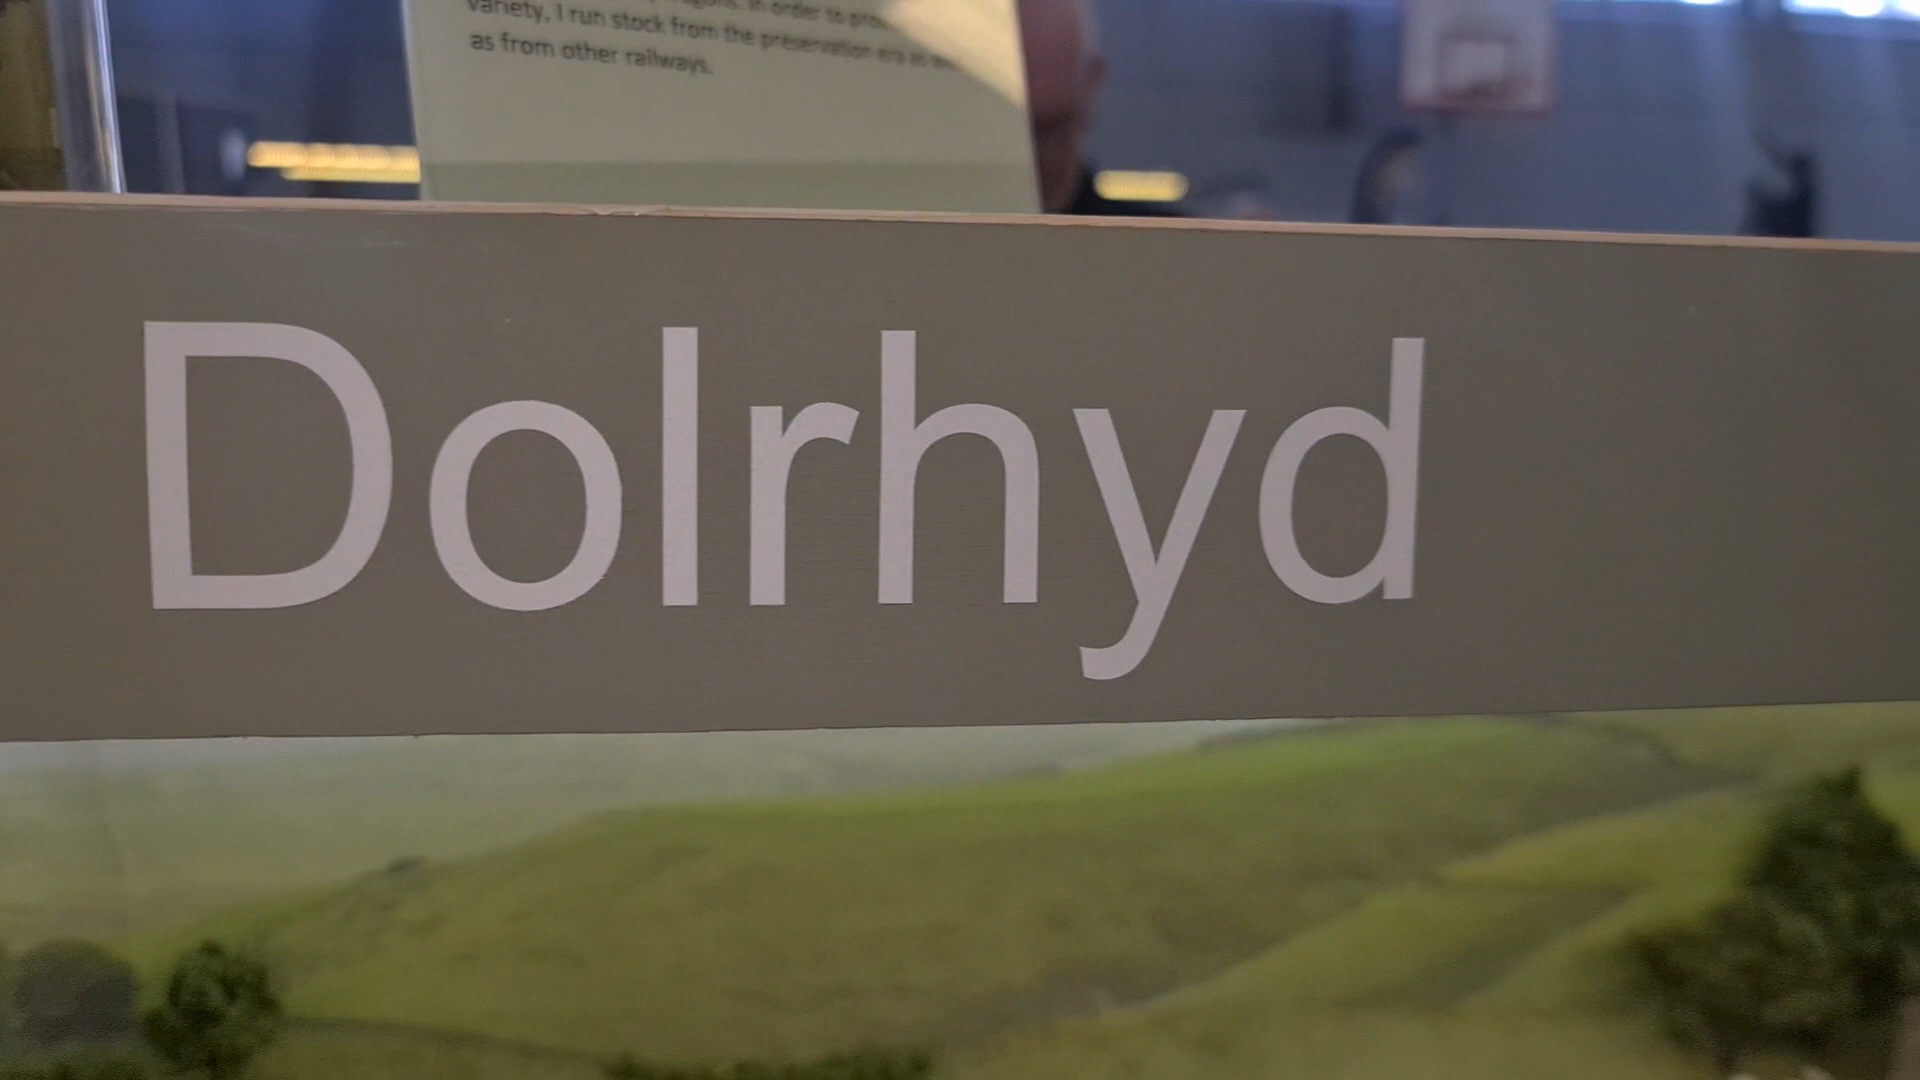 variety, I run stock from the preservation era as
as from other railways.
Dolrhyd